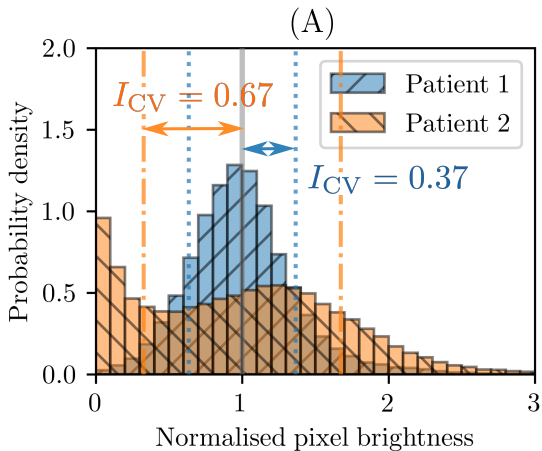 (A)
2.0
1.5
1.0
0.5
0.0
Probability density
I_CV = 0.67
Patient 1
Patient 2
I_CV = 0.37
0 1 2 3
Normalised pixel brightness